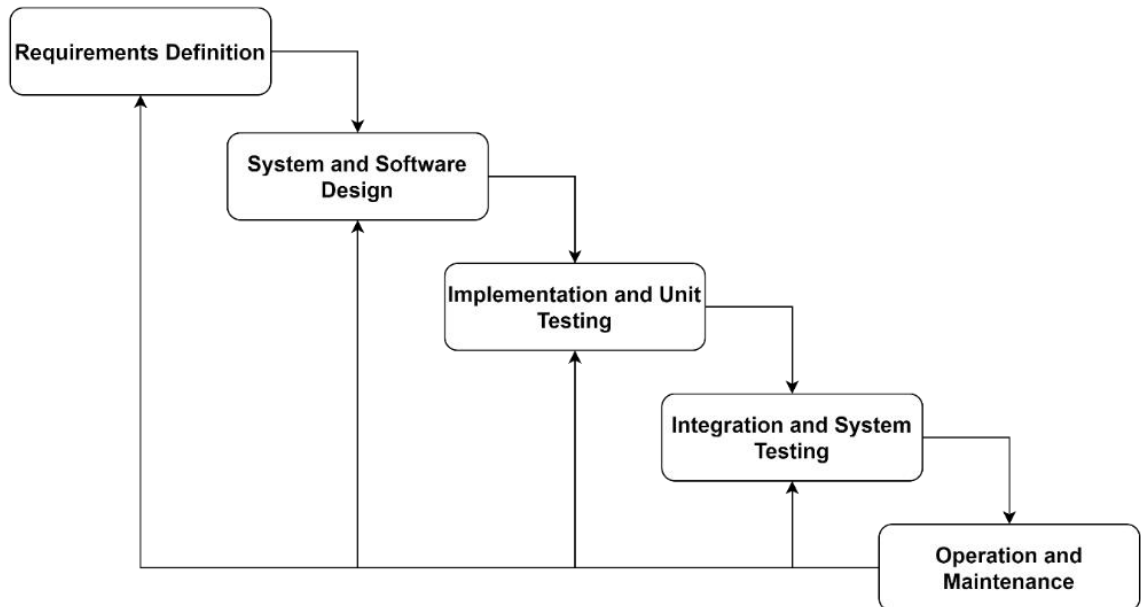 Requirements Definition
System and Software
Design
Implementation and Unit
Testing
Integration and System
Testing
Operation and
Maintenance